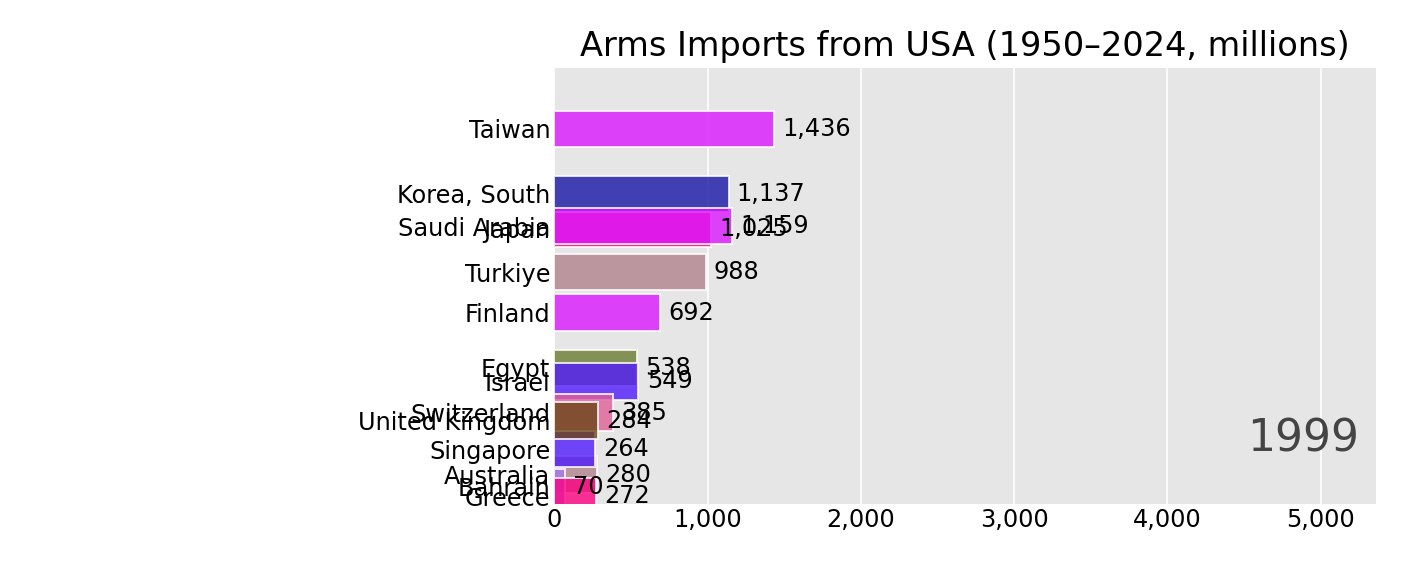 Arms Imports from USA (1950–2024, millions)
Taiwan 1,436
Korea, South 1,137
Saudi Arabia 1,159
Japan 1,025
Turkiye 988
Finland 692
Egypt 538
Israel 549
Switzerland 385
United Kingdom 284
Singapore 264
Australia 280
Bahrain 70
Greece 272
1999
0 1,000 2,000 3,000 4,000 5,000